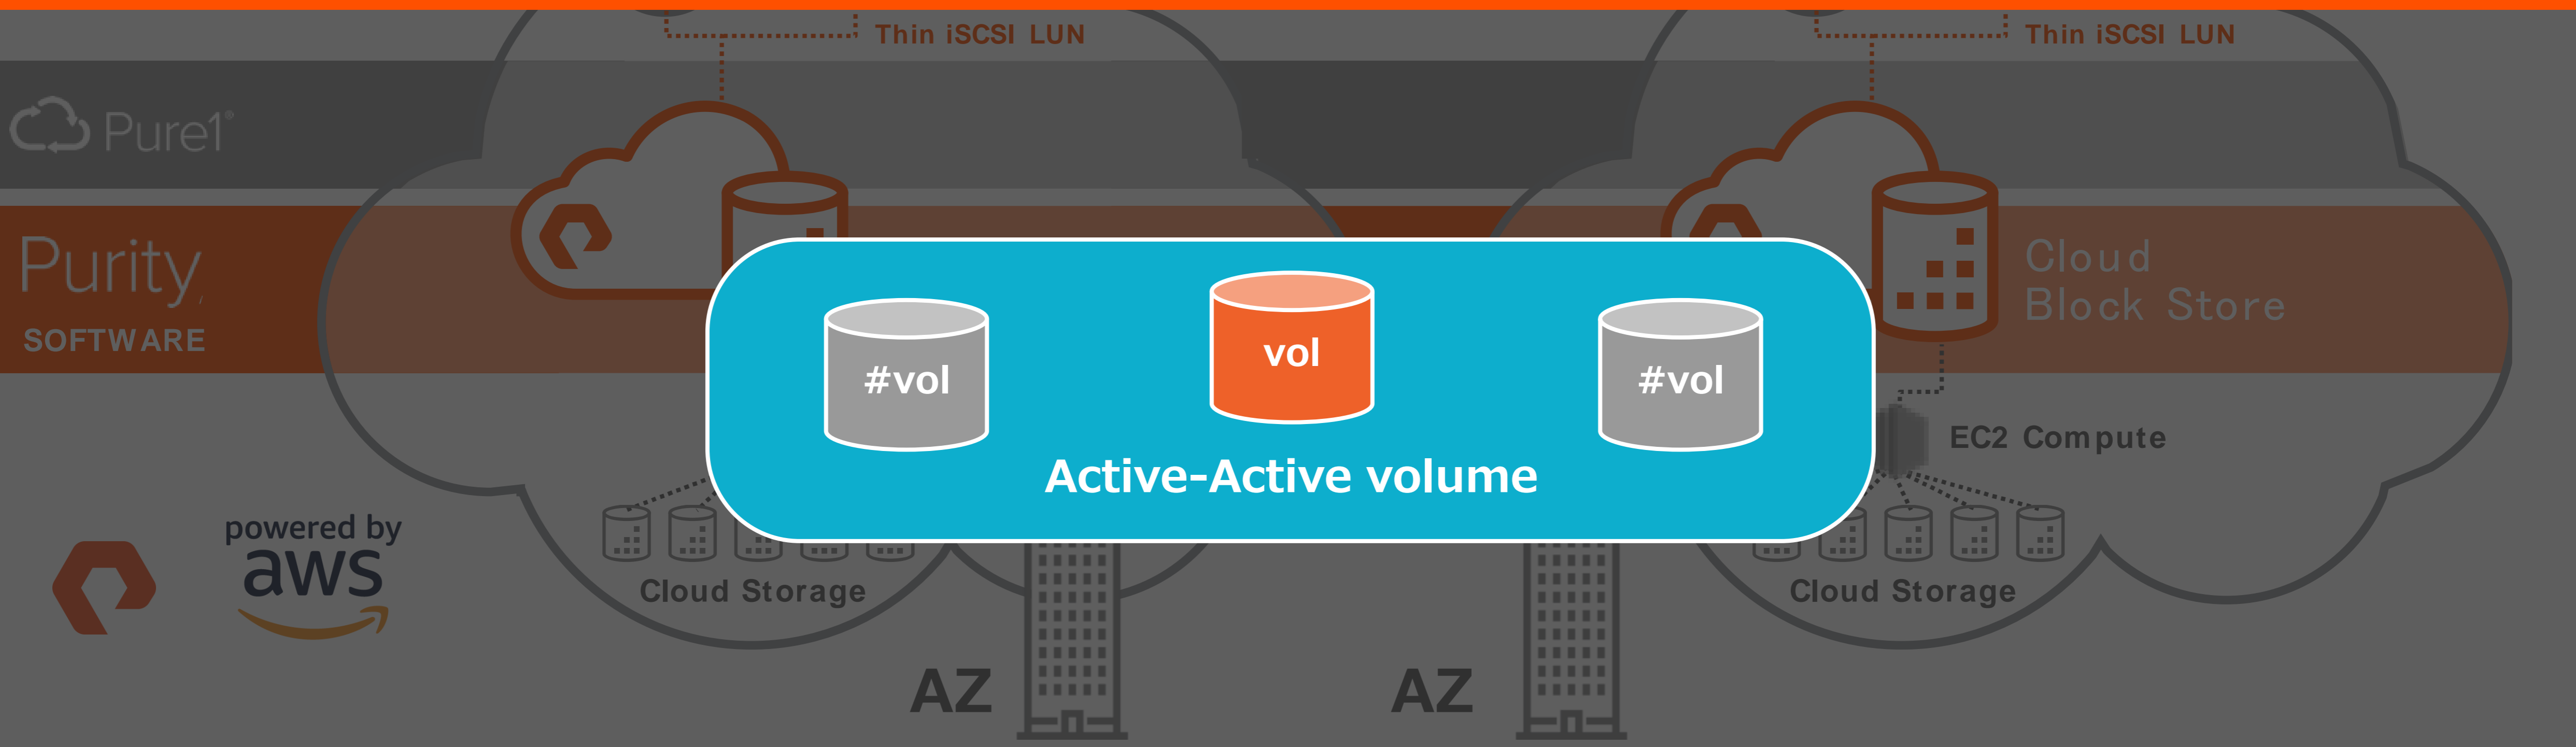 Thin iSCSI LUN
Thin iSCSI LUN
Pure1®
Purity
SOFTWARE
Cloud
Block Store
#vol
vol
#vol
Active-Active volume
EC2 Compute
powered by
aws
Cloud Storage
Cloud Storage
AZ
AZ